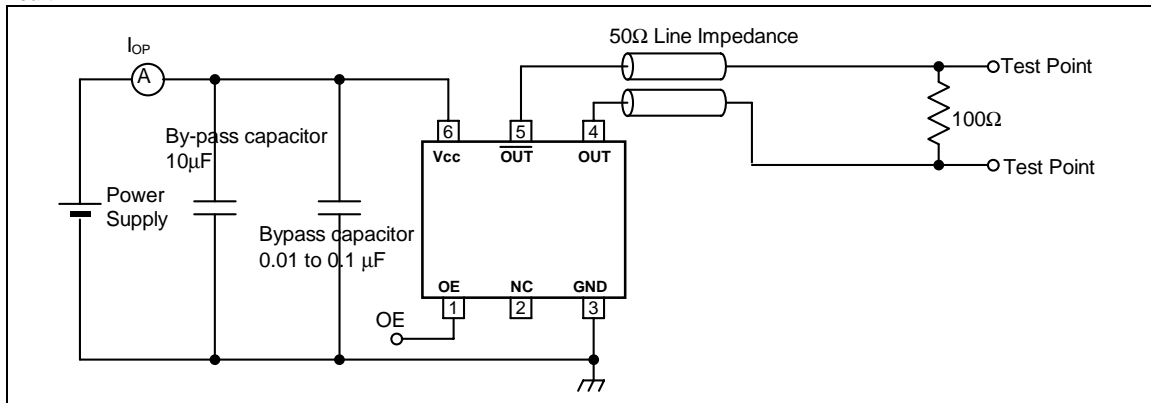 50Ω Line Impedance
I_OP
A
Test Point
By-pass capacitor
10μF
6
5
4
100Ω
Vcc
OUT
OUT
Test Point
Power
Supply
Bypass capacitor
0.01 to 0.1 μF
OE
NC
GND
1
2
3
OE